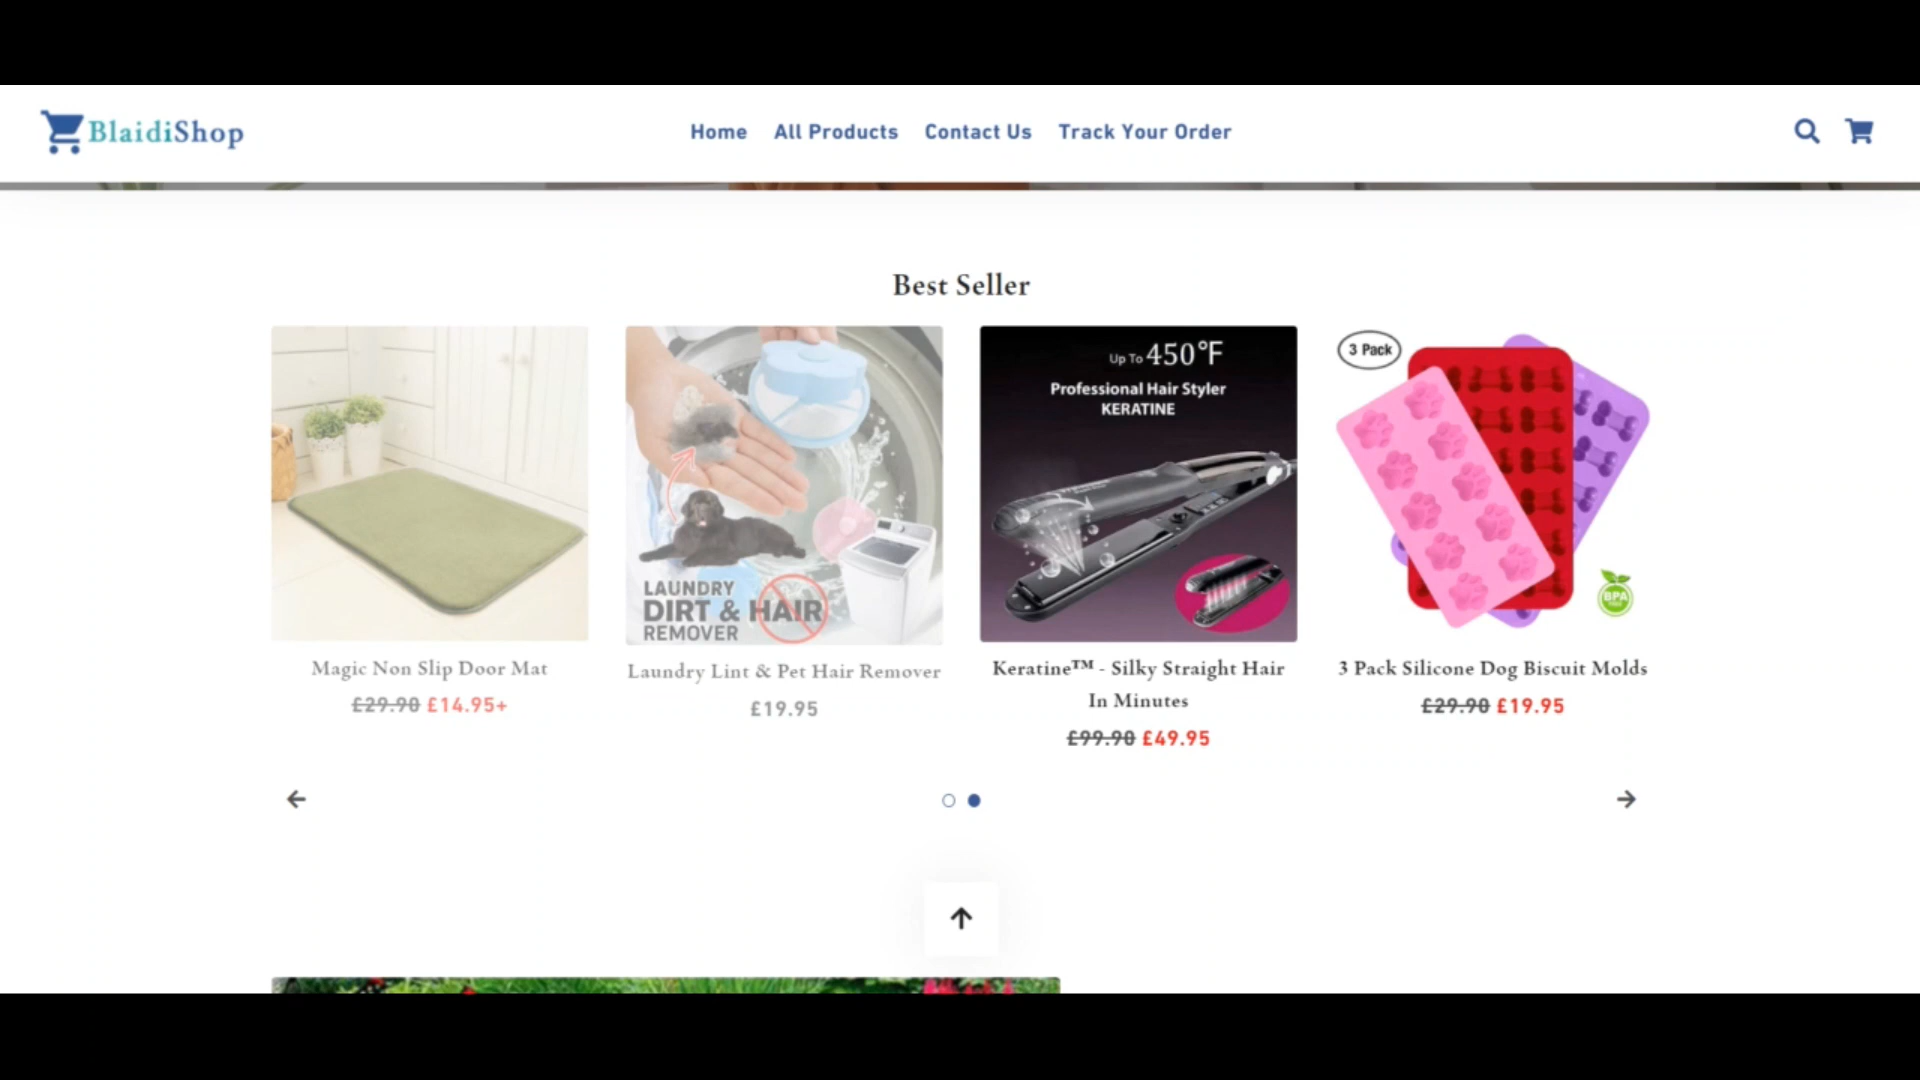 BlaidiShop
Home All Products Contact Us Track Your Order
Best Seller
Up To 450°F
Professional Hair Styler
KERATINE
3 Pack
BPA
FREE
LAUNDRY
DIRT & HAIR
REMOVER
Magic Non Slip Door Mat
£29.90 £14.95+
Laundry Lint & Pet Hair Remover
£19.95
Keratine™ - Silky Straight Hair
In Minutes
£99.90 £49.95
3 Pack Silicone Dog Biscuit Molds
£29.90 £19.95